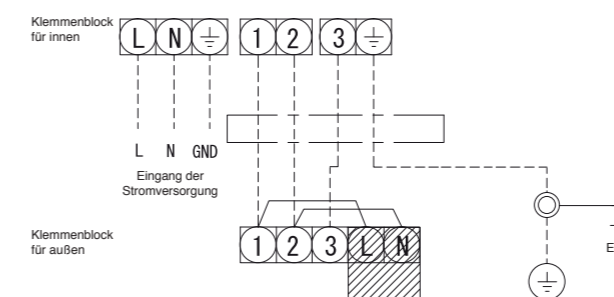 Klemmenblock
für innen
L N 1 2 3
L N GND
Eingang der
Stromversorgung
Klemmenblock
für außen
1 2 3 L N
E